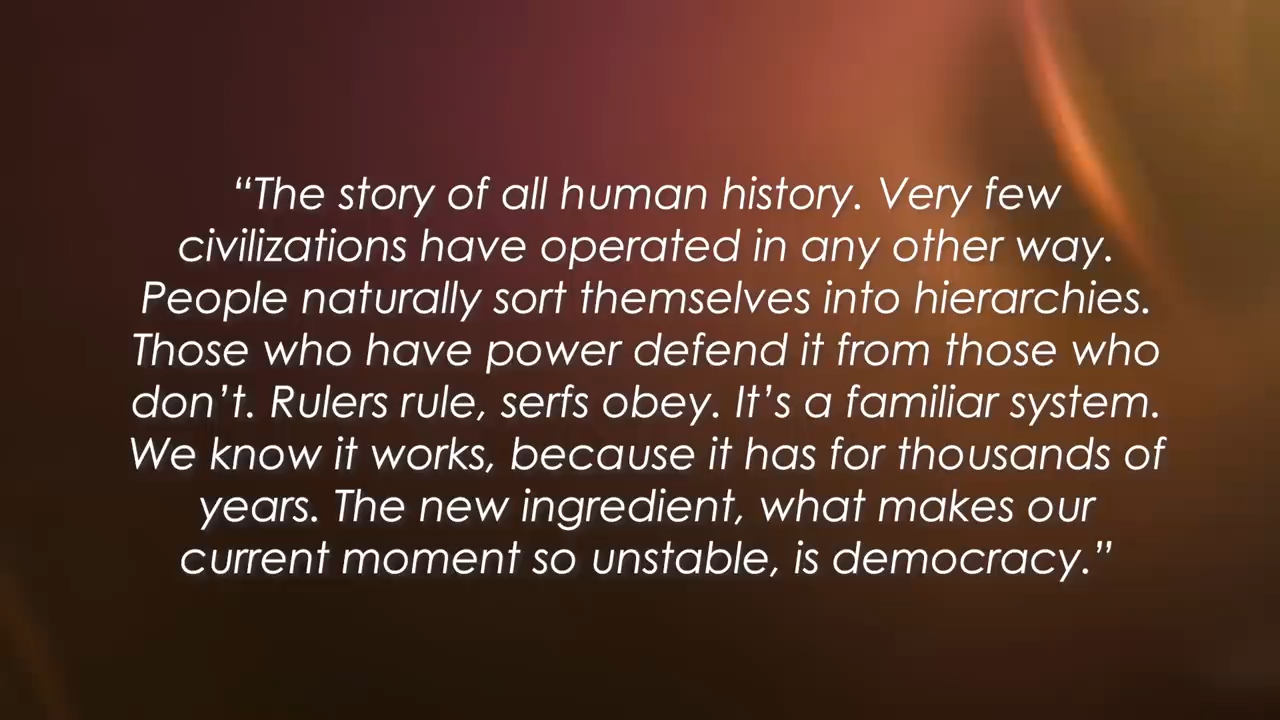 “The story of all human history. Very few
civilizations have operated in any other way.
People naturally sort themselves into hierarchies.
Those who have power defend it from those who
don’t. Rulers rule, serfs obey. It’s a familiar system.
We know it works, because it has for thousands of
years. The new ingredient, what makes our
current moment so unstable, is democracy.”